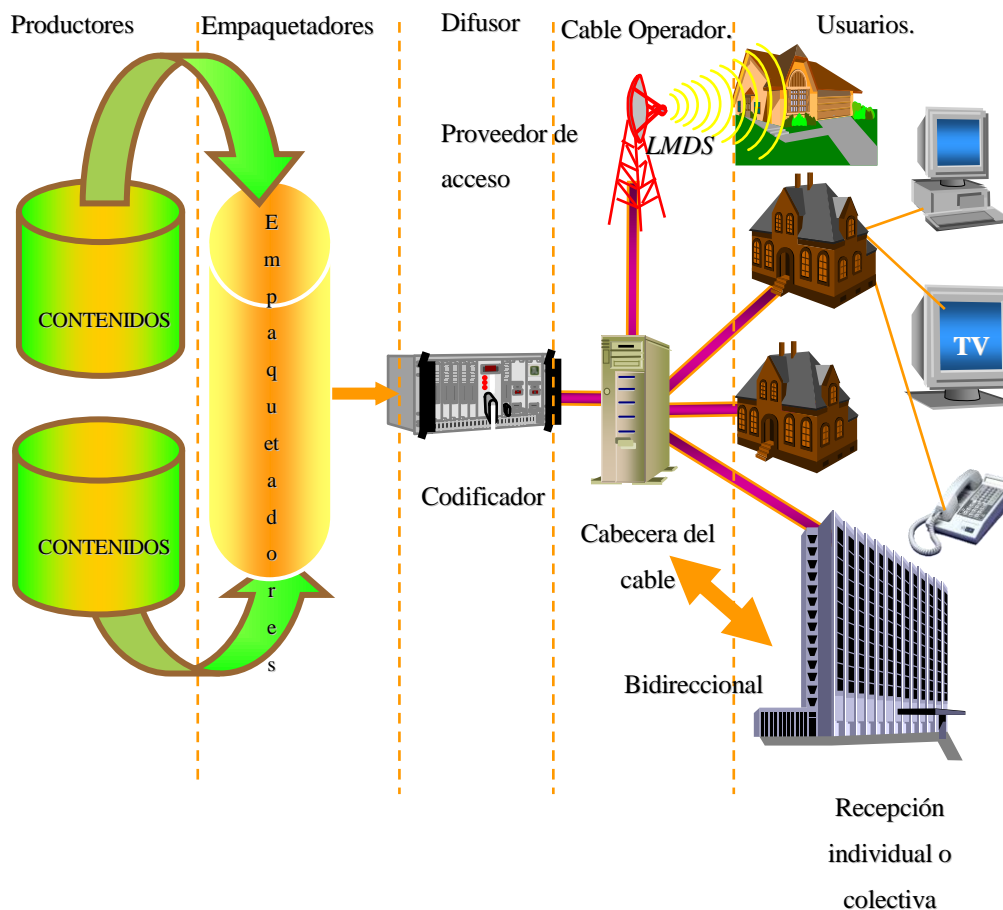 Productores
Empaquetadores
Difusor
Cable Operador.
Usuarios.
Proveedor de
acceso
LMDS
CONTENIDOS
E
m
p
a
q
u
et
a
d
o
r
e
s
TV
Codificador
CONTENIDOS
Cabecera del
cable
Bidireccional
Recepción
individual o
colectiva